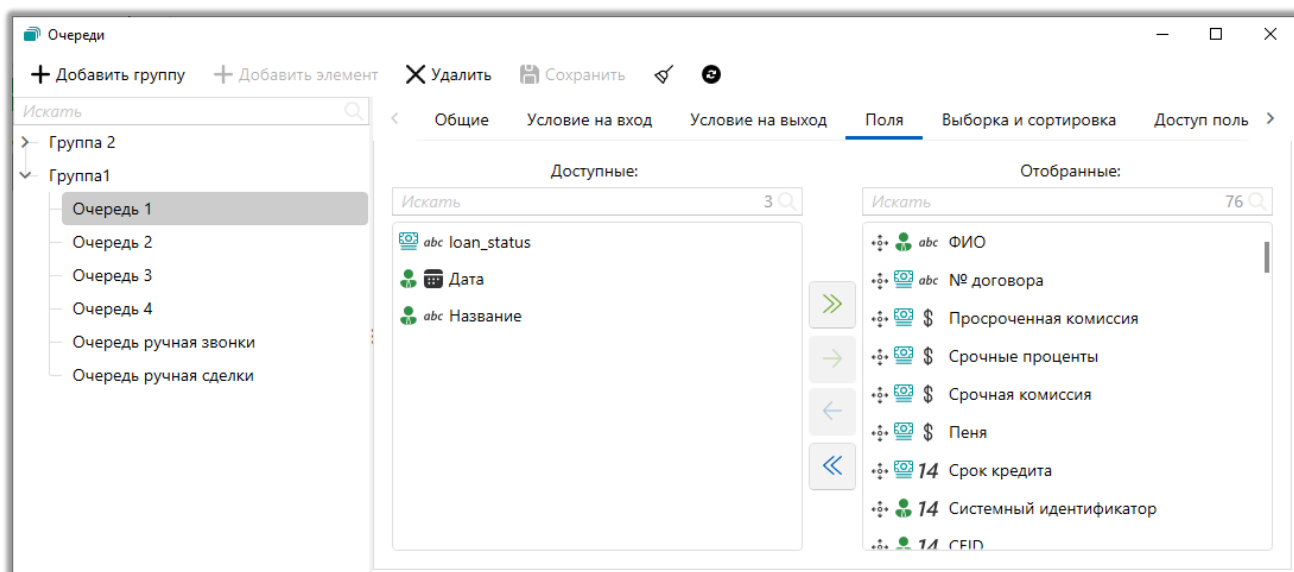 Очереди
Добавить группу Добавить элемент Удалить Сохранить
Искать
Общие Условие на вход Условие на выход Поля Выборка и сортировка Доступ поль
Группа 2
Группа1
Очередь 1
Очередь 2
Очередь 3
Очередь 4
Очередь ручная звонки
Очередь ручная сделки
Доступные:
Искать 3
abc loan_status
Дата
abc Название
Отобранные:
Искать 76
abc ФИО
abc № договора
$ Просроченная комиссия
$ Срочные проценты
$ Срочная комиссия
$ Пеня
14 Срок кредита
14 Системный идентификатор
14